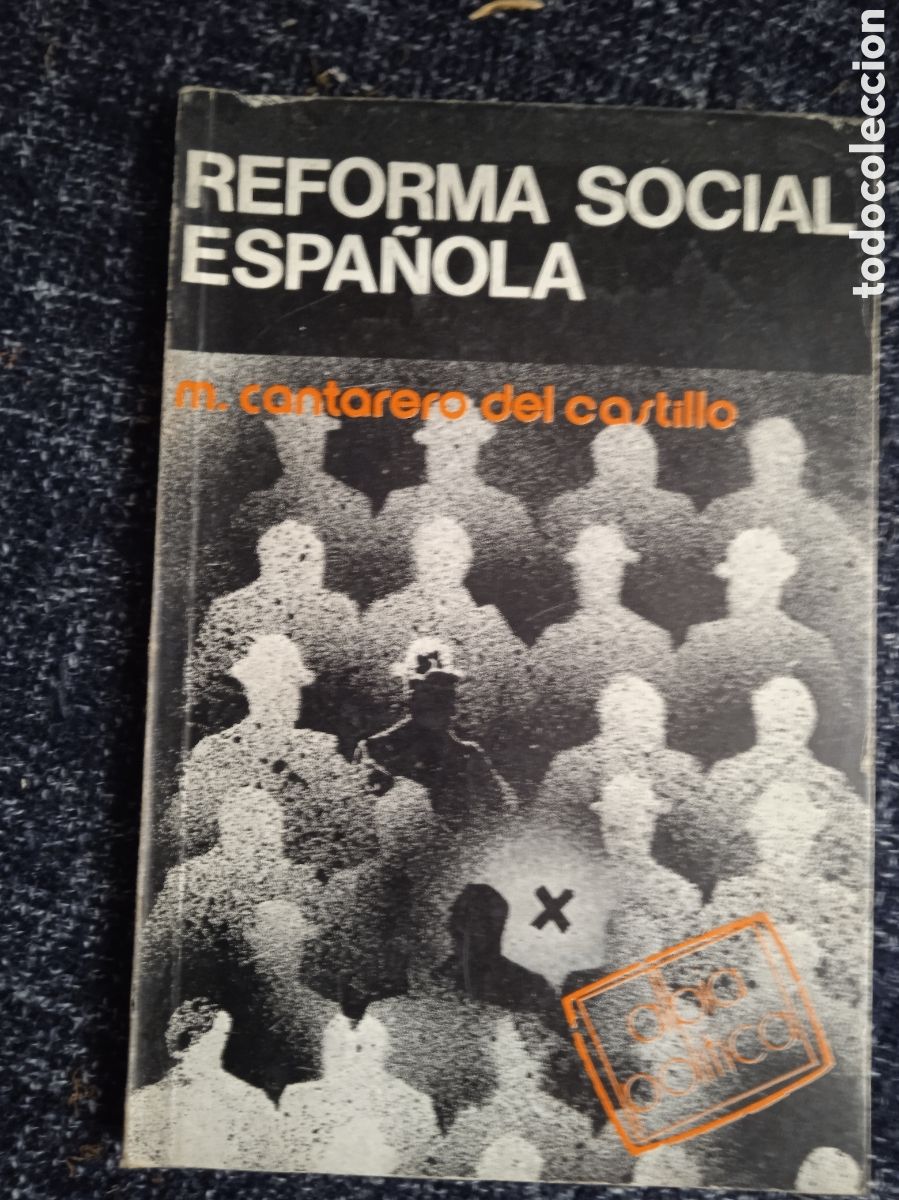 REFORMA SOCIAL
ESPAÑOLA
m. cantarero del castillo
x
alba
política
todocoleccion